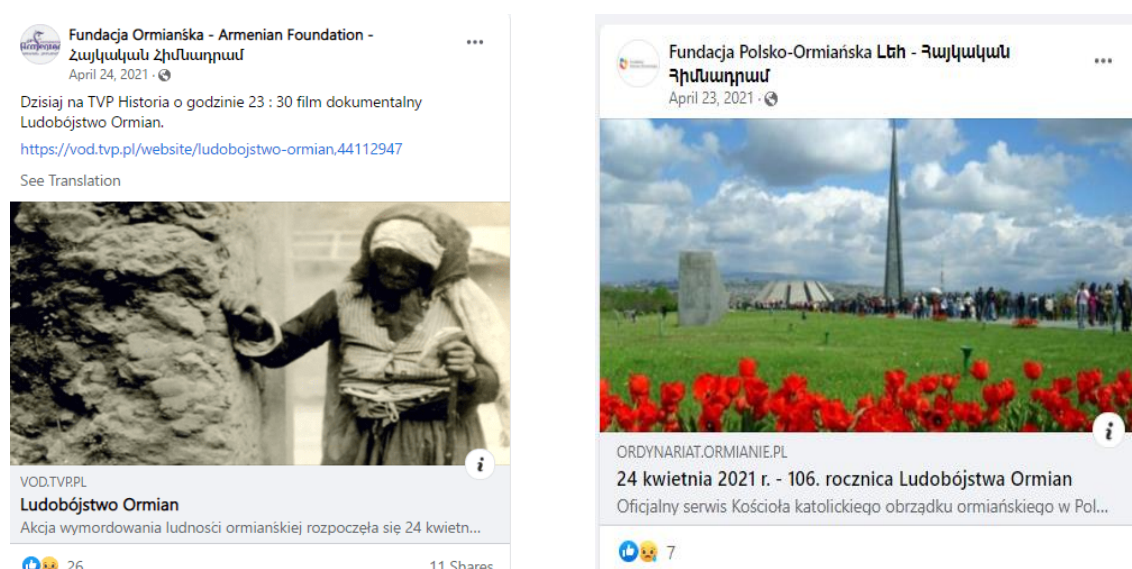 Fundacja Ormiańska - Armenian Foundation -
Հայկական Հիմնադրամ
April 24, 2021
Dzisiaj na TVP Historia o godzinie 23 : 30 film dokumentalny
Ludobójstwo Ormian.
https://vod.tvp.pl/website/ludobojstwo-ormian,44112947
See Translation
VOD.TVP.PL
Ludobójstwo Ormian
Akcja wymordowania ludności ormiańskiej rozpoczęła się 24 kwietn...
26
11 Shares
Fundacja Polsko-Ormiańska Լեհ - Հայկական
Հիմնադրամ
April 23, 2021
ORDYNARIAT.ORMIANIE.PL
24 kwietnia 2021 r. - 106. rocznica Ludobójstwa Ormian
Oficjalny serwis Kościoła katolickiego obrządku ormiańskiego w Pol...
7